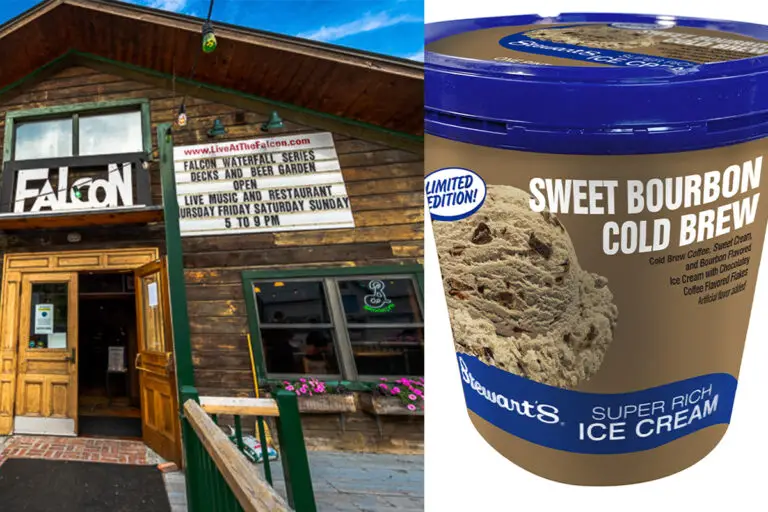 FALCON
www.LiveAtTheFalcon.com
FALCON WATERFALL SERIES
DECKS AND BEER GARDEN
OPEN
LIVE MUSIC AND RESTAURANT
URSDAY FRIDAY SATURDAY SUNDAY
5 TO 9 PM
Stewart's
ICE CREAM
LIMITED
EDITION!
SWEET BOURBON
COLD BREW
Cold Brew Coffee, Sweet Cream,
and Bourbon Flavored
Ice Cream with Chocolatey
Coffee Flavored Flakes
Artificial flavor added
Stewart's
SUPER RICH
ICE CREAM